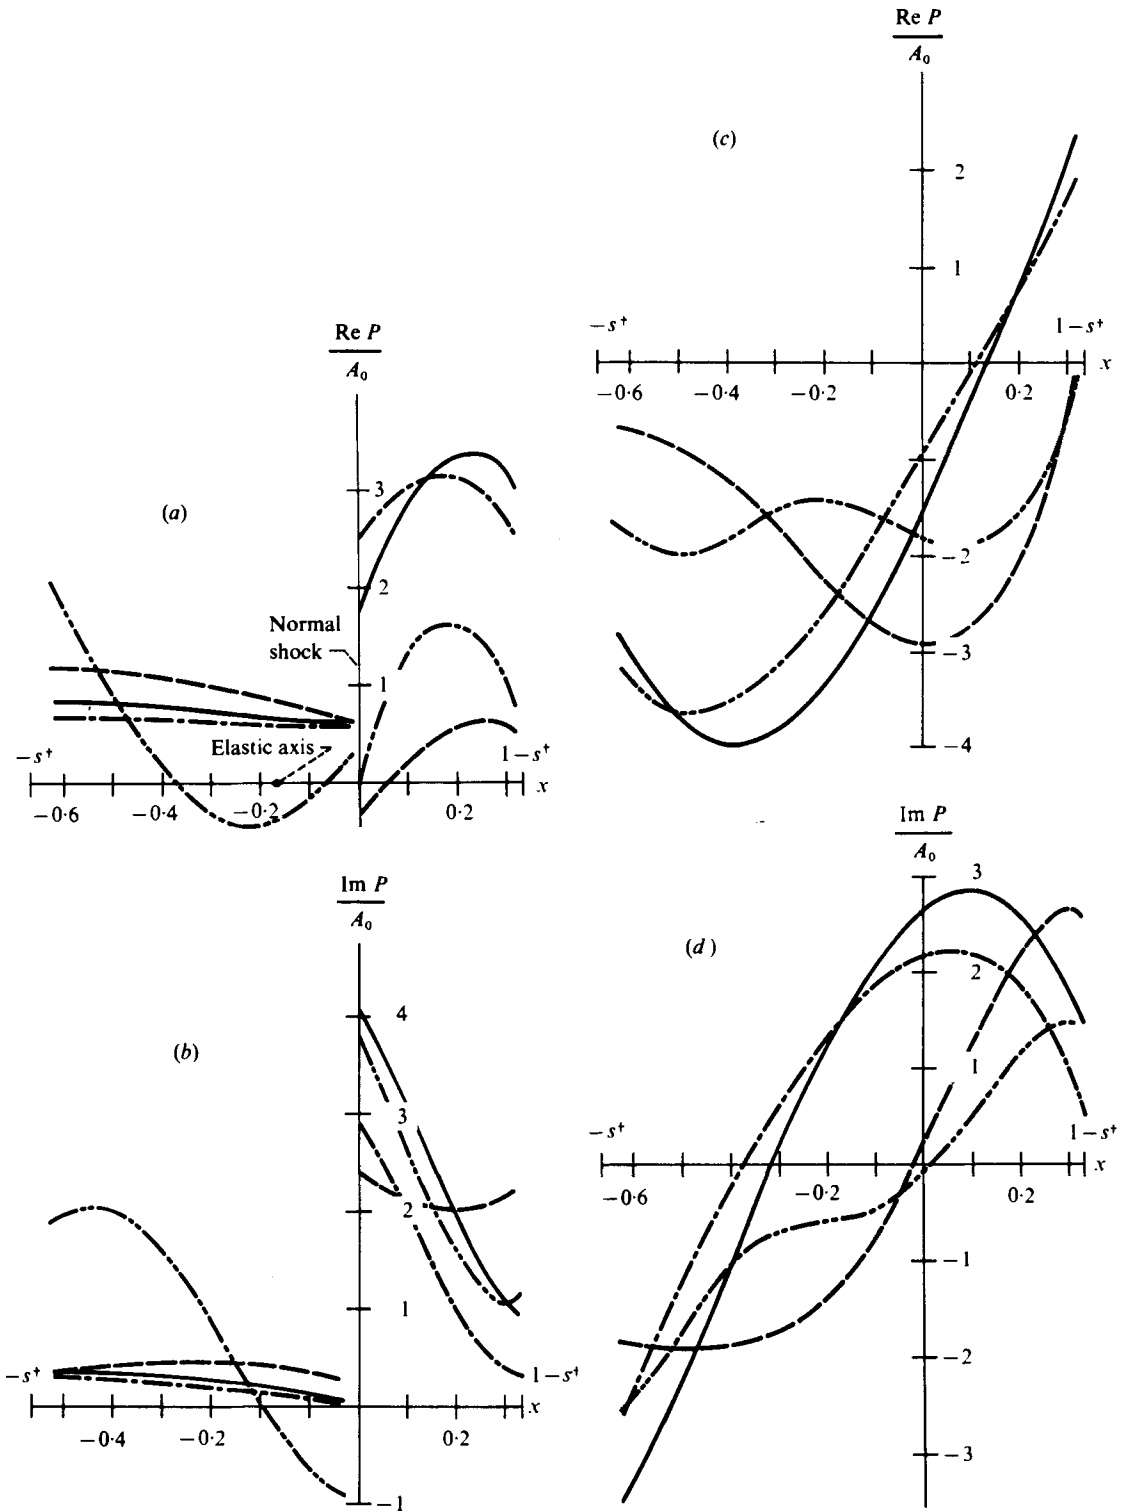 Re P
A₀
(c)
2
1
−s†
1−s†
x
−0·6
−0·4
−0·2
0·2
−2
−3
−4
Re P
A₀
(a)
3
2
Normal
shock
1
Elastic axis
−s†
1−s†
x
−0·6
−0·4
−0·2
0·2
Im P
A₀
(b)
4
3
2
1
−s†
1−s†
x
−0·4
−0·2
0·2
−1
Im P
A₀
(d)
3
2
1
−s†
1−s†
x
−0·6
−0·2
0·2
−1
−2
−3